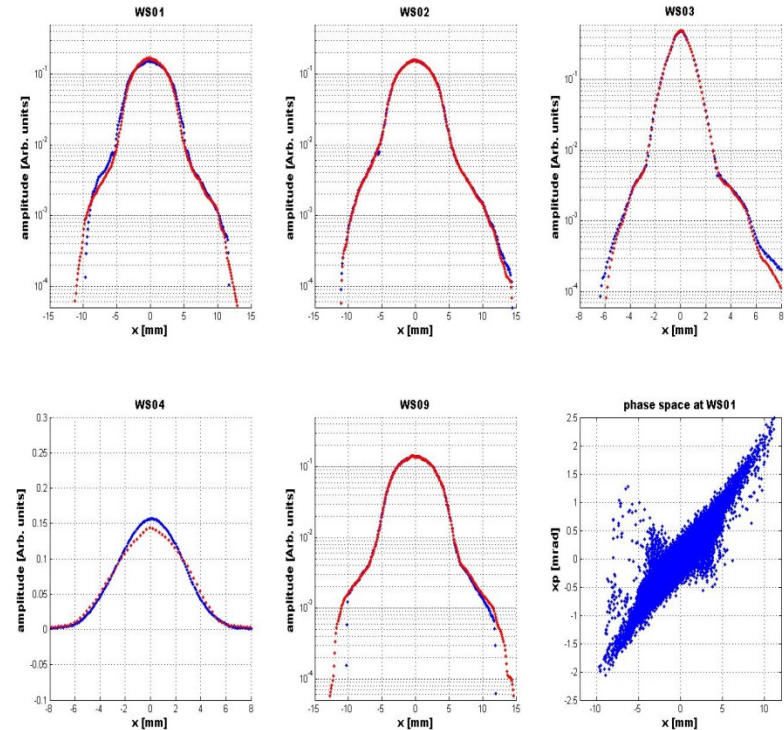 WS01
amplitude [Arb. units]
10^-1
10^-2
10^-3
10^-4
-15 -10 -5 0 5 10 15
x [mm]
WS02
amplitude [Arb. units]
10^-1
10^-2
10^-3
10^-4
-15 -10 -5 0 5 10 15
x [mm]
WS03
amplitude [Arb. units]
10^-1
10^-2
10^-3
10^-4
-8 -6 -4 -2 0 2 4 6 8
x [mm]
WS04
amplitude [Arb. units]
0.3
0.25
0.2
0.15
0.1
0.05
0
-0.05
-0.1
-8 -6 -4 -2 0 2 4 6 8
x [mm]
WS09
amplitude [Arb. units]
10^-1
10^-2
10^-3
10^-4
-15 -10 -5 0 5 10 15
x [mm]
phase space at WS01
xp [mrad]
2.5
2
1.5
1
0.5
0
-0.5
-1
-1.5
-2
-2.5
-10 -5 0 5 10
x [mm]